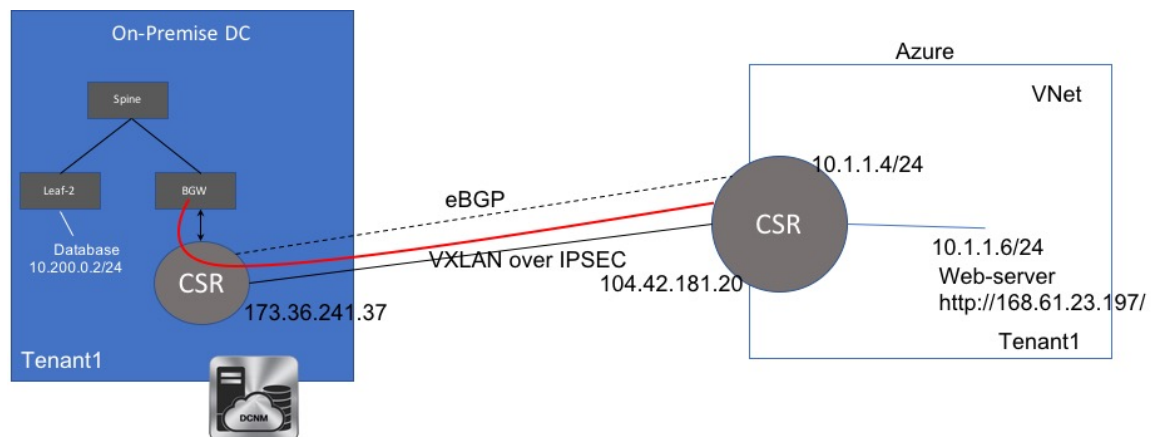 On-Premise DC
Spine
Leaf-2
BGW
Database
10.200.0.2/24
CSR
173.36.241.37
Tenant1
DCNM
eBGP
VXLAN over IPSEC
104.42.181.20
Azure
VNet
10.1.1.4/24
CSR
10.1.1.6/24
Web-server
http://168.61.23.197/
Tenant1